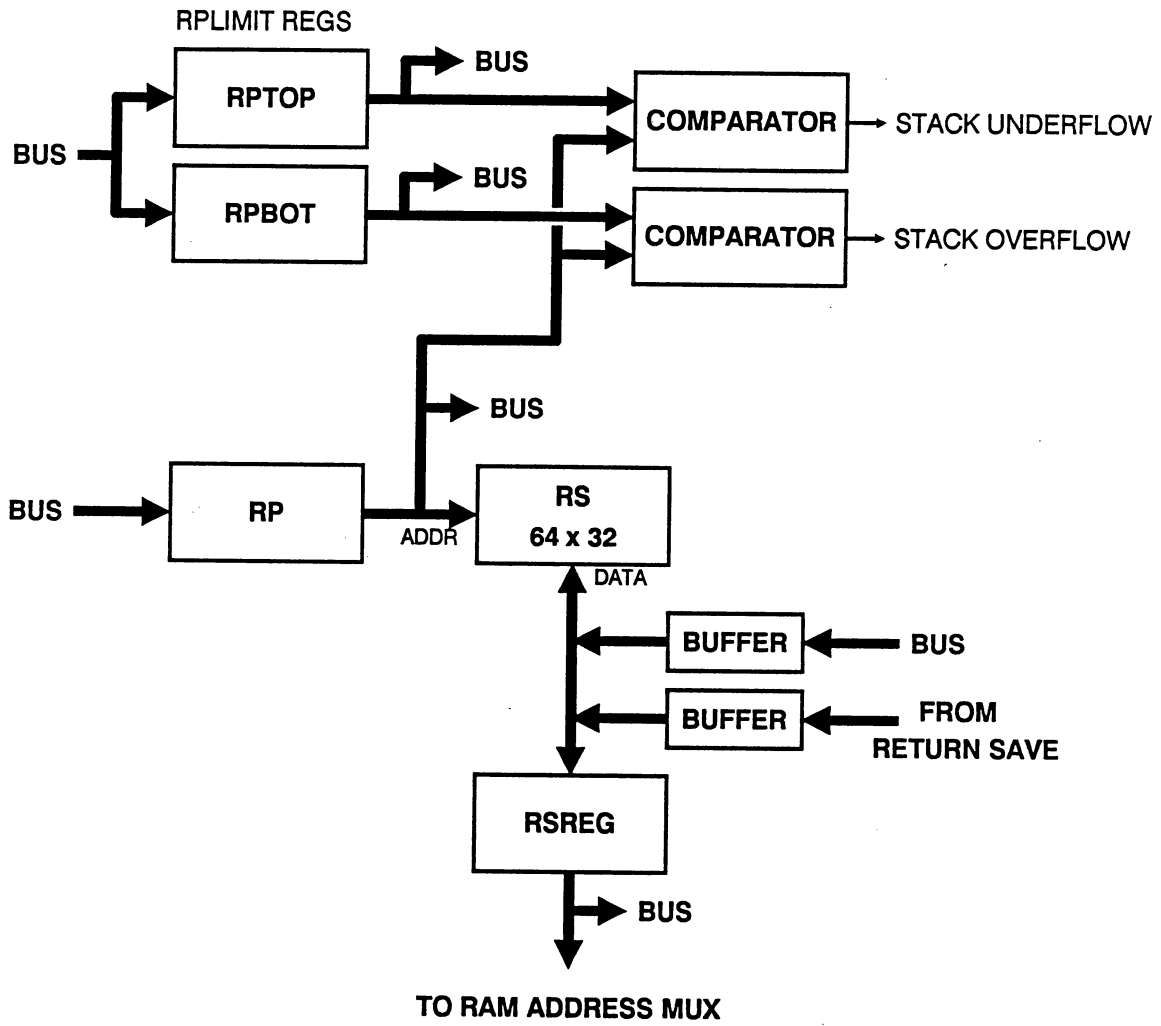 RPLIMIT REGS
BUS
RPTOP
COMPARATOR
STACK UNDERFLOW
BUS
BUS
RPBOT
COMPARATOR
STACK OVERFLOW
BUS
BUS
RP
ADDR
RS
64 x 32
DATA
BUFFER
BUS
BUFFER
FROM
RETURN SAVE
RSREG
BUS
TO RAM ADDRESS MUX